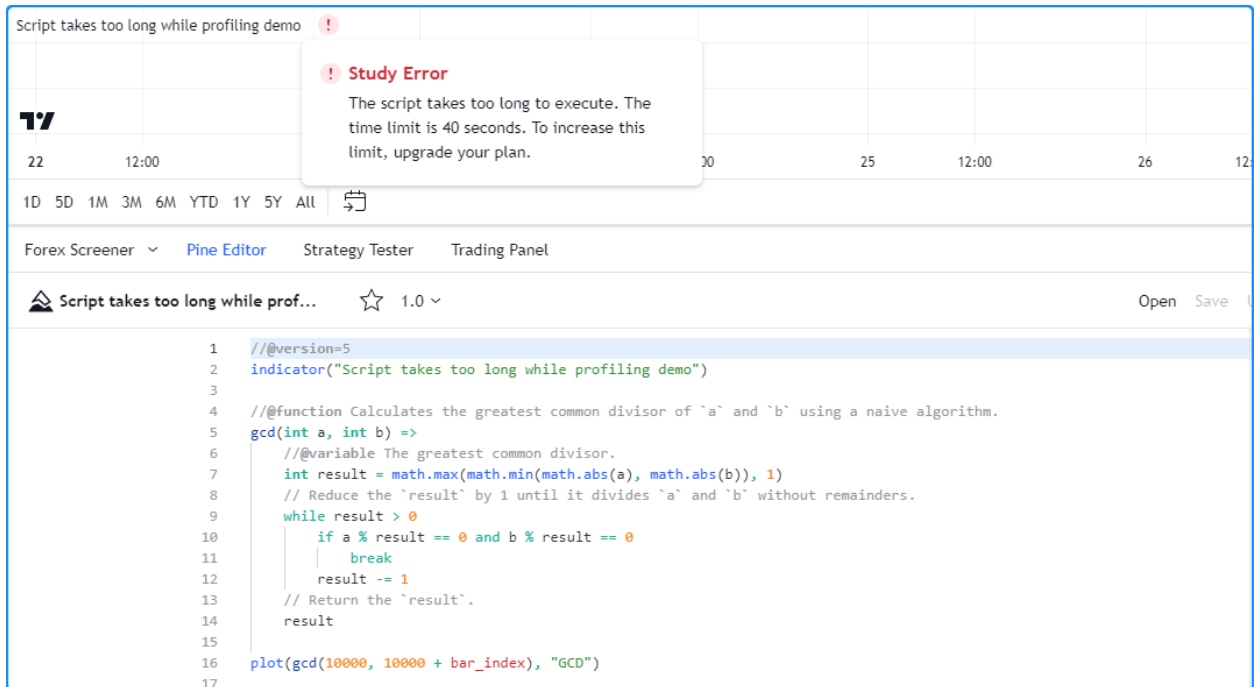 Script takes too long while profiling demo !
! Study Error
The script takes too long to execute. The
time limit is 40 seconds. To increase this
limit, upgrade your plan.
22 12:00 00 25 12:00 26 12:
1D 5D 1M 3M 6M YTD 1Y 5Y All
Forex Screener Pine Editor Strategy Tester Trading Panel
Script takes too long while prof... 1.0 Open Save
1 //@version=5
2 indicator("Script takes too long while profiling demo")
3
4 //@function Calculates the greatest common divisor of `a` and `b` using a naive algorithm.
5 gcd(int a, int b) =>
6 //@variable The greatest common divisor.
7 int result = math.max(math.min(math.abs(a), math.abs(b)), 1)
8 // Reduce the `result` by 1 until it divides `a` and `b` without remainders.
9 while result > 0
10 if a % result == 0 and b % result == 0
11 break
12 result -= 1
13 // Return the `result`.
14 result
15
16 plot(gcd(10000, 10000 + bar_index), "GCD")
17